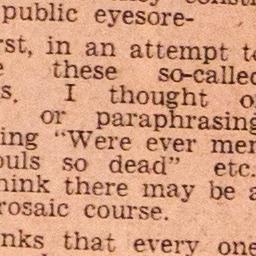 public eyesore-
rst, in an attempt t
these so-called
s. I thought o
or paraphrasing
ing "Were ever men
ouls so dead" etc.
hink there may be a
rosaic course.
nks that every one